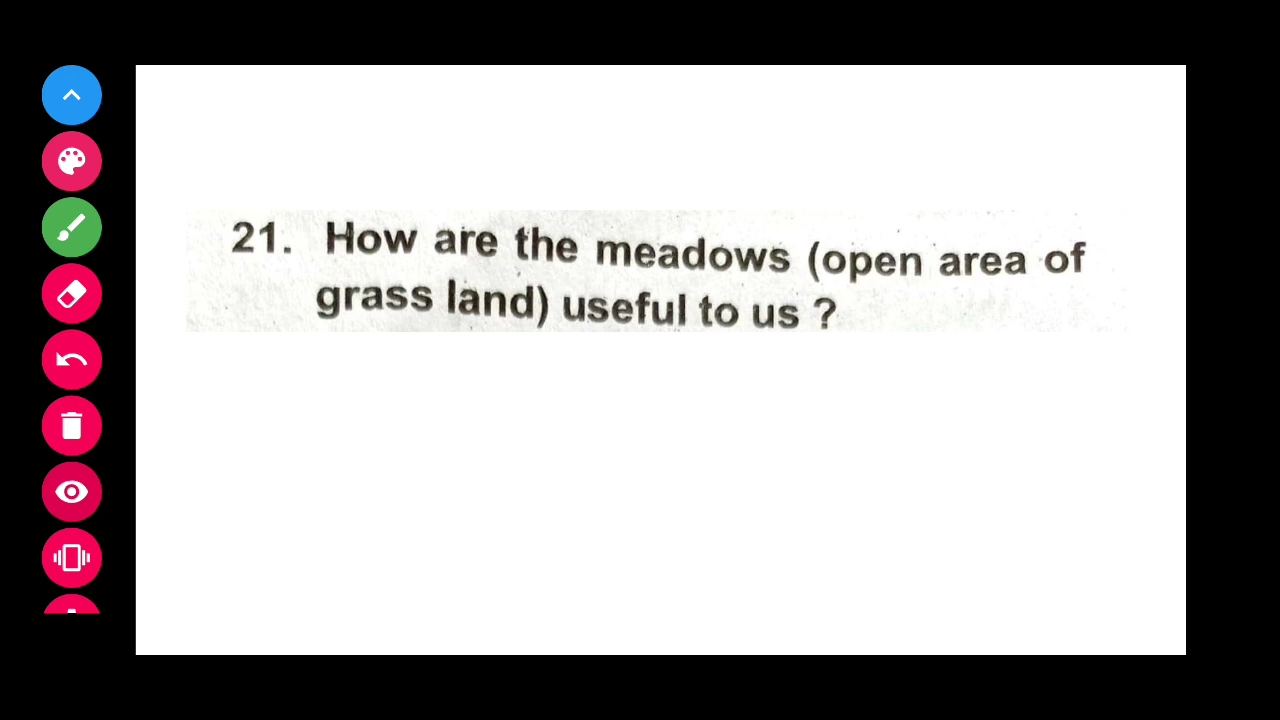 21. How are the meadows (open area of
grass land) useful to us ?